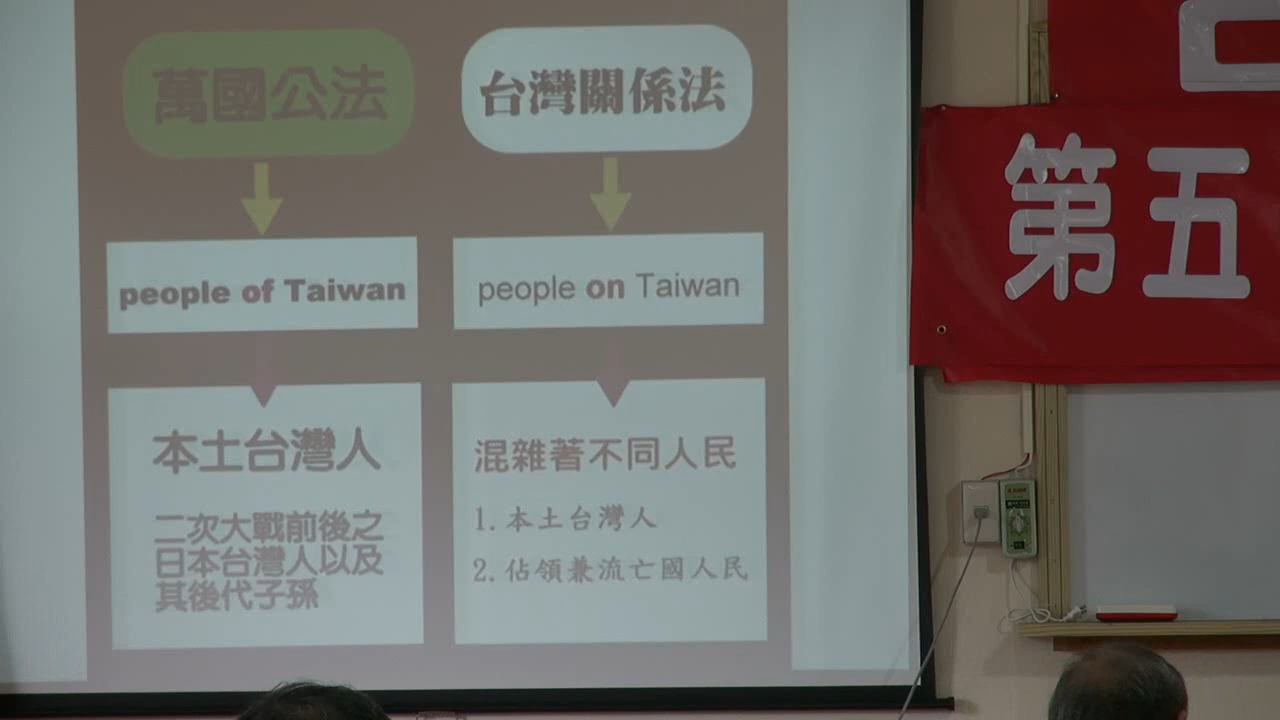 萬國公法
台灣關係法
people of Taiwan
people on Taiwan
本土台灣人
二次大戰前後之
日本台灣人以及
其後代子孫
混雜著不同人民
1. 本土台灣人
2. 佔領兼流亡國人民
第五